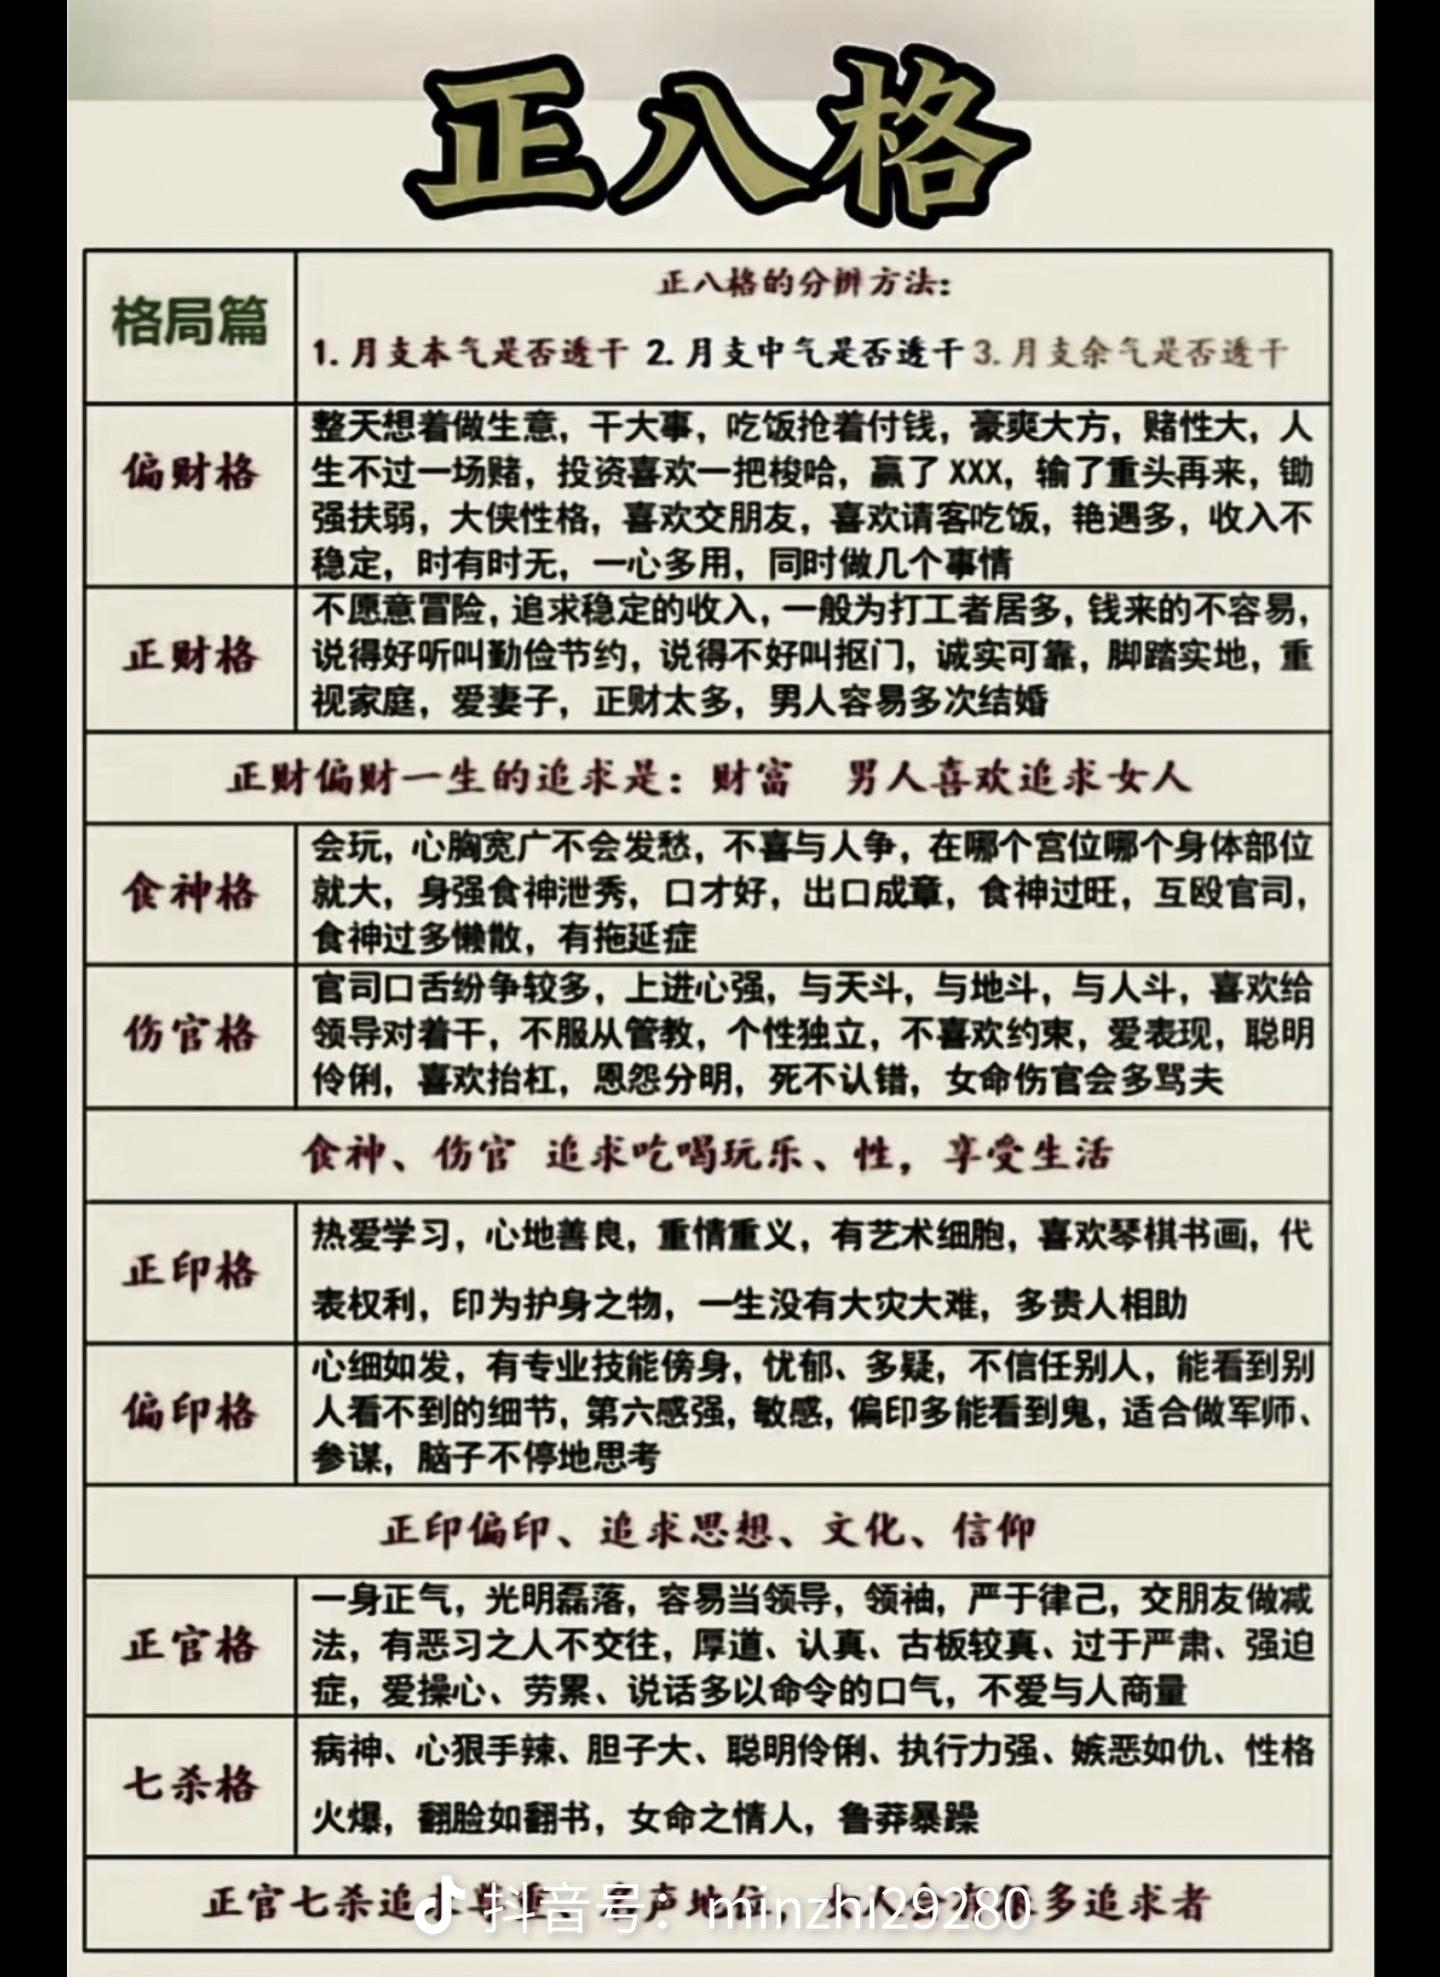 正八格
格局篇
正八格的分辨方法：
1.月支本气是否透干 2.月支中气是否透干 3.月支余气是否透干
偏财格
整天想着做生意，干大事，吃饭抢着付钱，豪爽大方，赌性大，人
生不过一场赌，投资喜欢一把梭哈，赢了 XXX，输了重头再来，锄
强扶弱，大侠性格，喜欢交朋友，喜欢请客吃饭，艳遇多，收入不
稳定，时有时无，一心多用，同时做几个事情
正财格
不愿意冒险，追求稳定的收入，一般为打工者居多，钱来的不容易，
说得好听叫勤俭节约，说得不好叫抠门，诚实可靠，脚踏实地，重
视家庭，爱妻子，正财太多，男人容易多次结婚
正财偏财一生的追求是：财富 男人喜欢追求女人
食神格
会玩，心胸宽广不会发愁，不喜与人争，在哪个宫位哪个身体部位
就大，身强食神泄秀，口才好，出口成章，食神过旺，互殴官司，
食神过多懒散，有拖延症
伤官格
官司口舌纷争较多，上进心强，与天斗，与地斗，与人斗，喜欢给
领导对着干，不服从管教，个性独立，不喜欢约束，爱表现，聪明
伶俐，喜欢抬杠，恩怨分明，死不认错，女命伤官会多骂夫
食神、伤官 追求吃喝玩乐、性，享受生活
正印格
热爱学习，心地善良，重情重义，有艺术细胞，喜欢琴棋书画，代
表权利，印为护身之物，一生没有大灾大难，多贵人相助
偏印格
心细如发，有专业技能傍身，忧郁、多疑，不信任别人，能看到别
人看不到的细节，第六感强，敏感，偏印多能看到鬼，适合做军师、
参谋，脑子不停地思考
正印偏印、追求思想、文化、信仰
正官格
一身正气，光明磊落，容易当领导，领袖，严于律己，交朋友做减
法，有恶习之人不交往，厚道、认真、古板较真、过于严肃、强迫
症，爱操心、劳累、说话多以命令的口气，不爱与人商量
七杀格
病神、心狠手辣、胆子大、聪明伶俐、执行力强、嫉恶如仇、性格
火爆，翻脸如翻书，女命之情人，鲁莽暴躁
正官七杀追 声地位， 多追求者
抖音号：minzhi29280